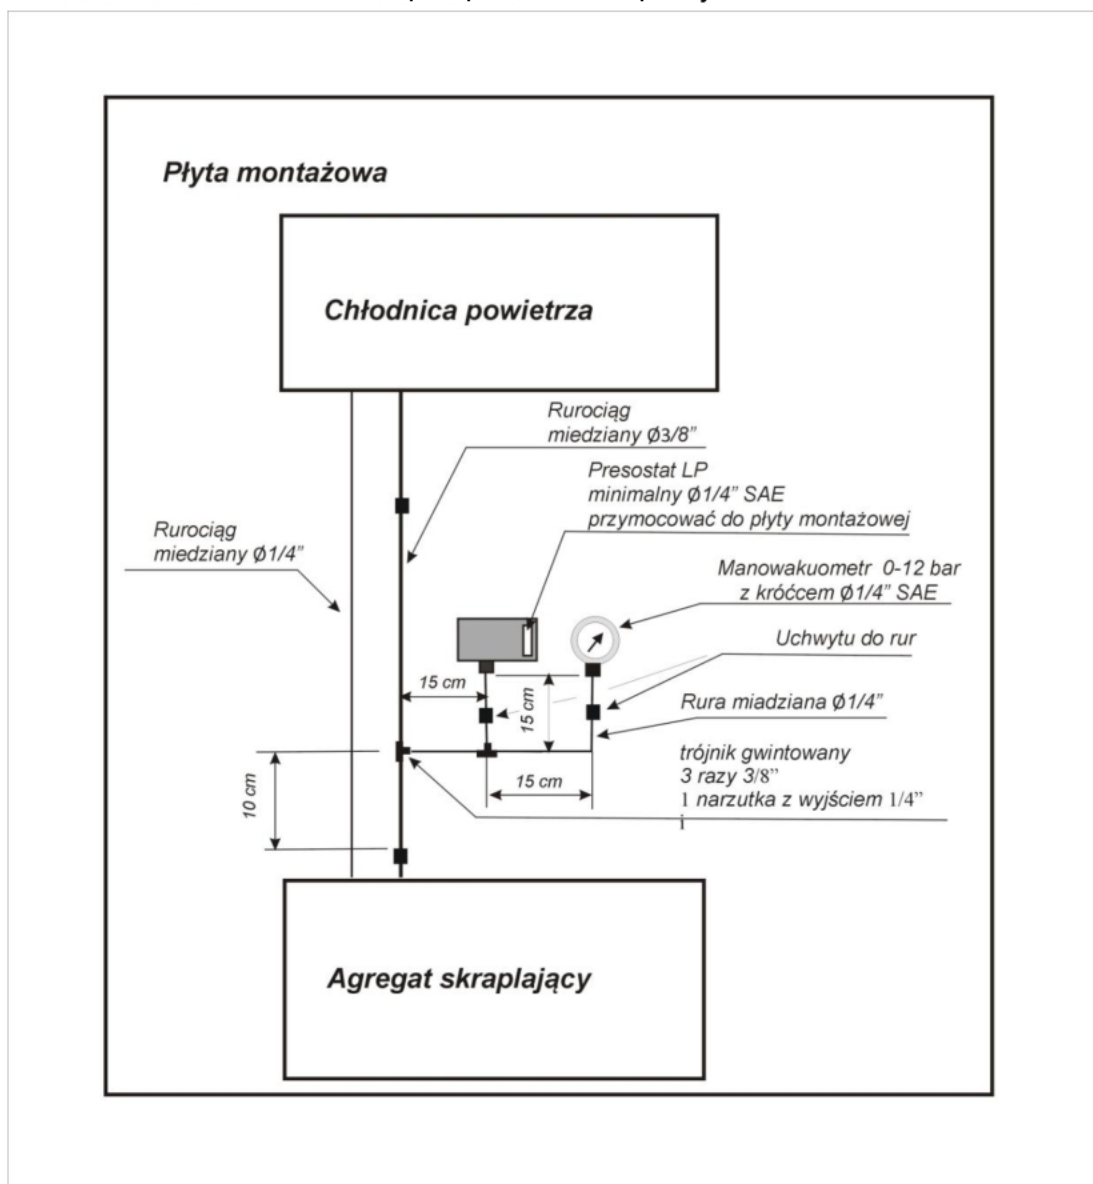 Płyta montażowa
Chłodnica powietrza
Rurociąg
miedziany Ø3/8”
Presostat LP
minimalny Ø1/4” SAE
przymocować do płyty montażowej
Rurociąg
miedziany Ø1/4”
Manowakuometr 0-12 bar
z króćcem Ø1/4” SAE
Uchwytu do rur
15 cm
15 cm
Rura miadziana Ø1/4”
trójnik gwintowany
3 razy 3/8”
1 narzutka z wyjściem 1/4”
i
15 cm
10 cm
Agregat skraplający